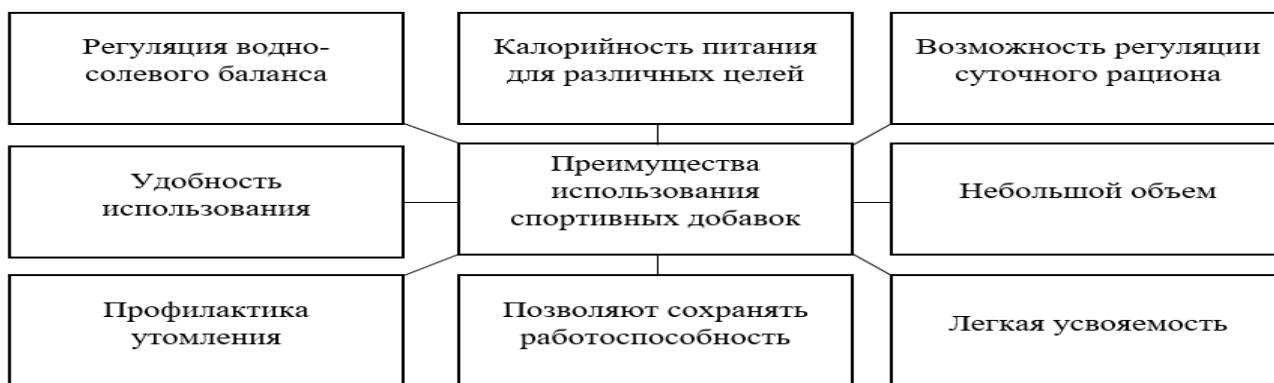 Регуляция водно-
солевого баланса
Калорийность питания
для различных целей
Возможность регуляции
суточного рациона
Удобность
использования
Преимущества
использования
спортивных добавок
Небольшой объем
Профилактика
утомления
Позволяют сохранять
работоспособность
Легкая усвояемость